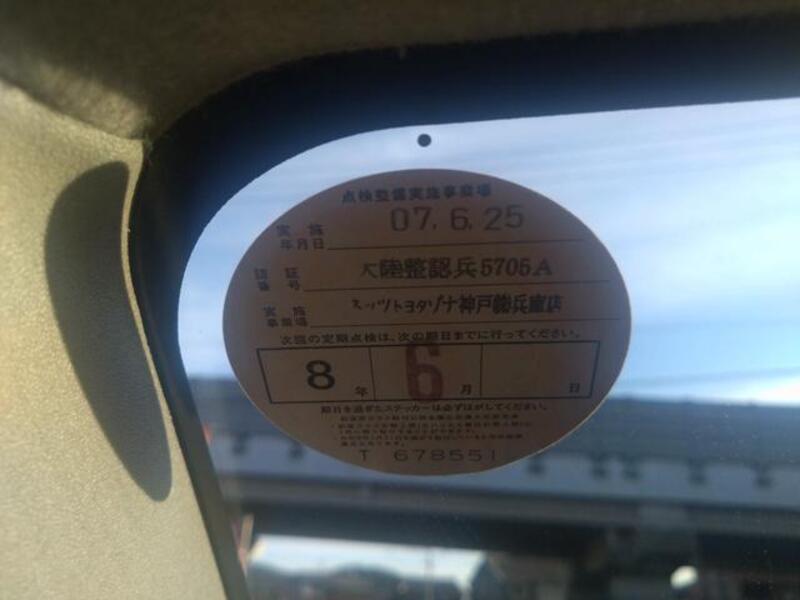 点検整備実施事業場
実施
年月日 07.6.25
認証
番号 大陸整認兵5705A
実施
事業場 ネッツトヨタゾナ神戸㈱兵庫店
次回の定期点検は、次の期日までに行ってください。
8年 6月 日
期日を過ぎたステッカーは必ずはがしてください。
T 678551